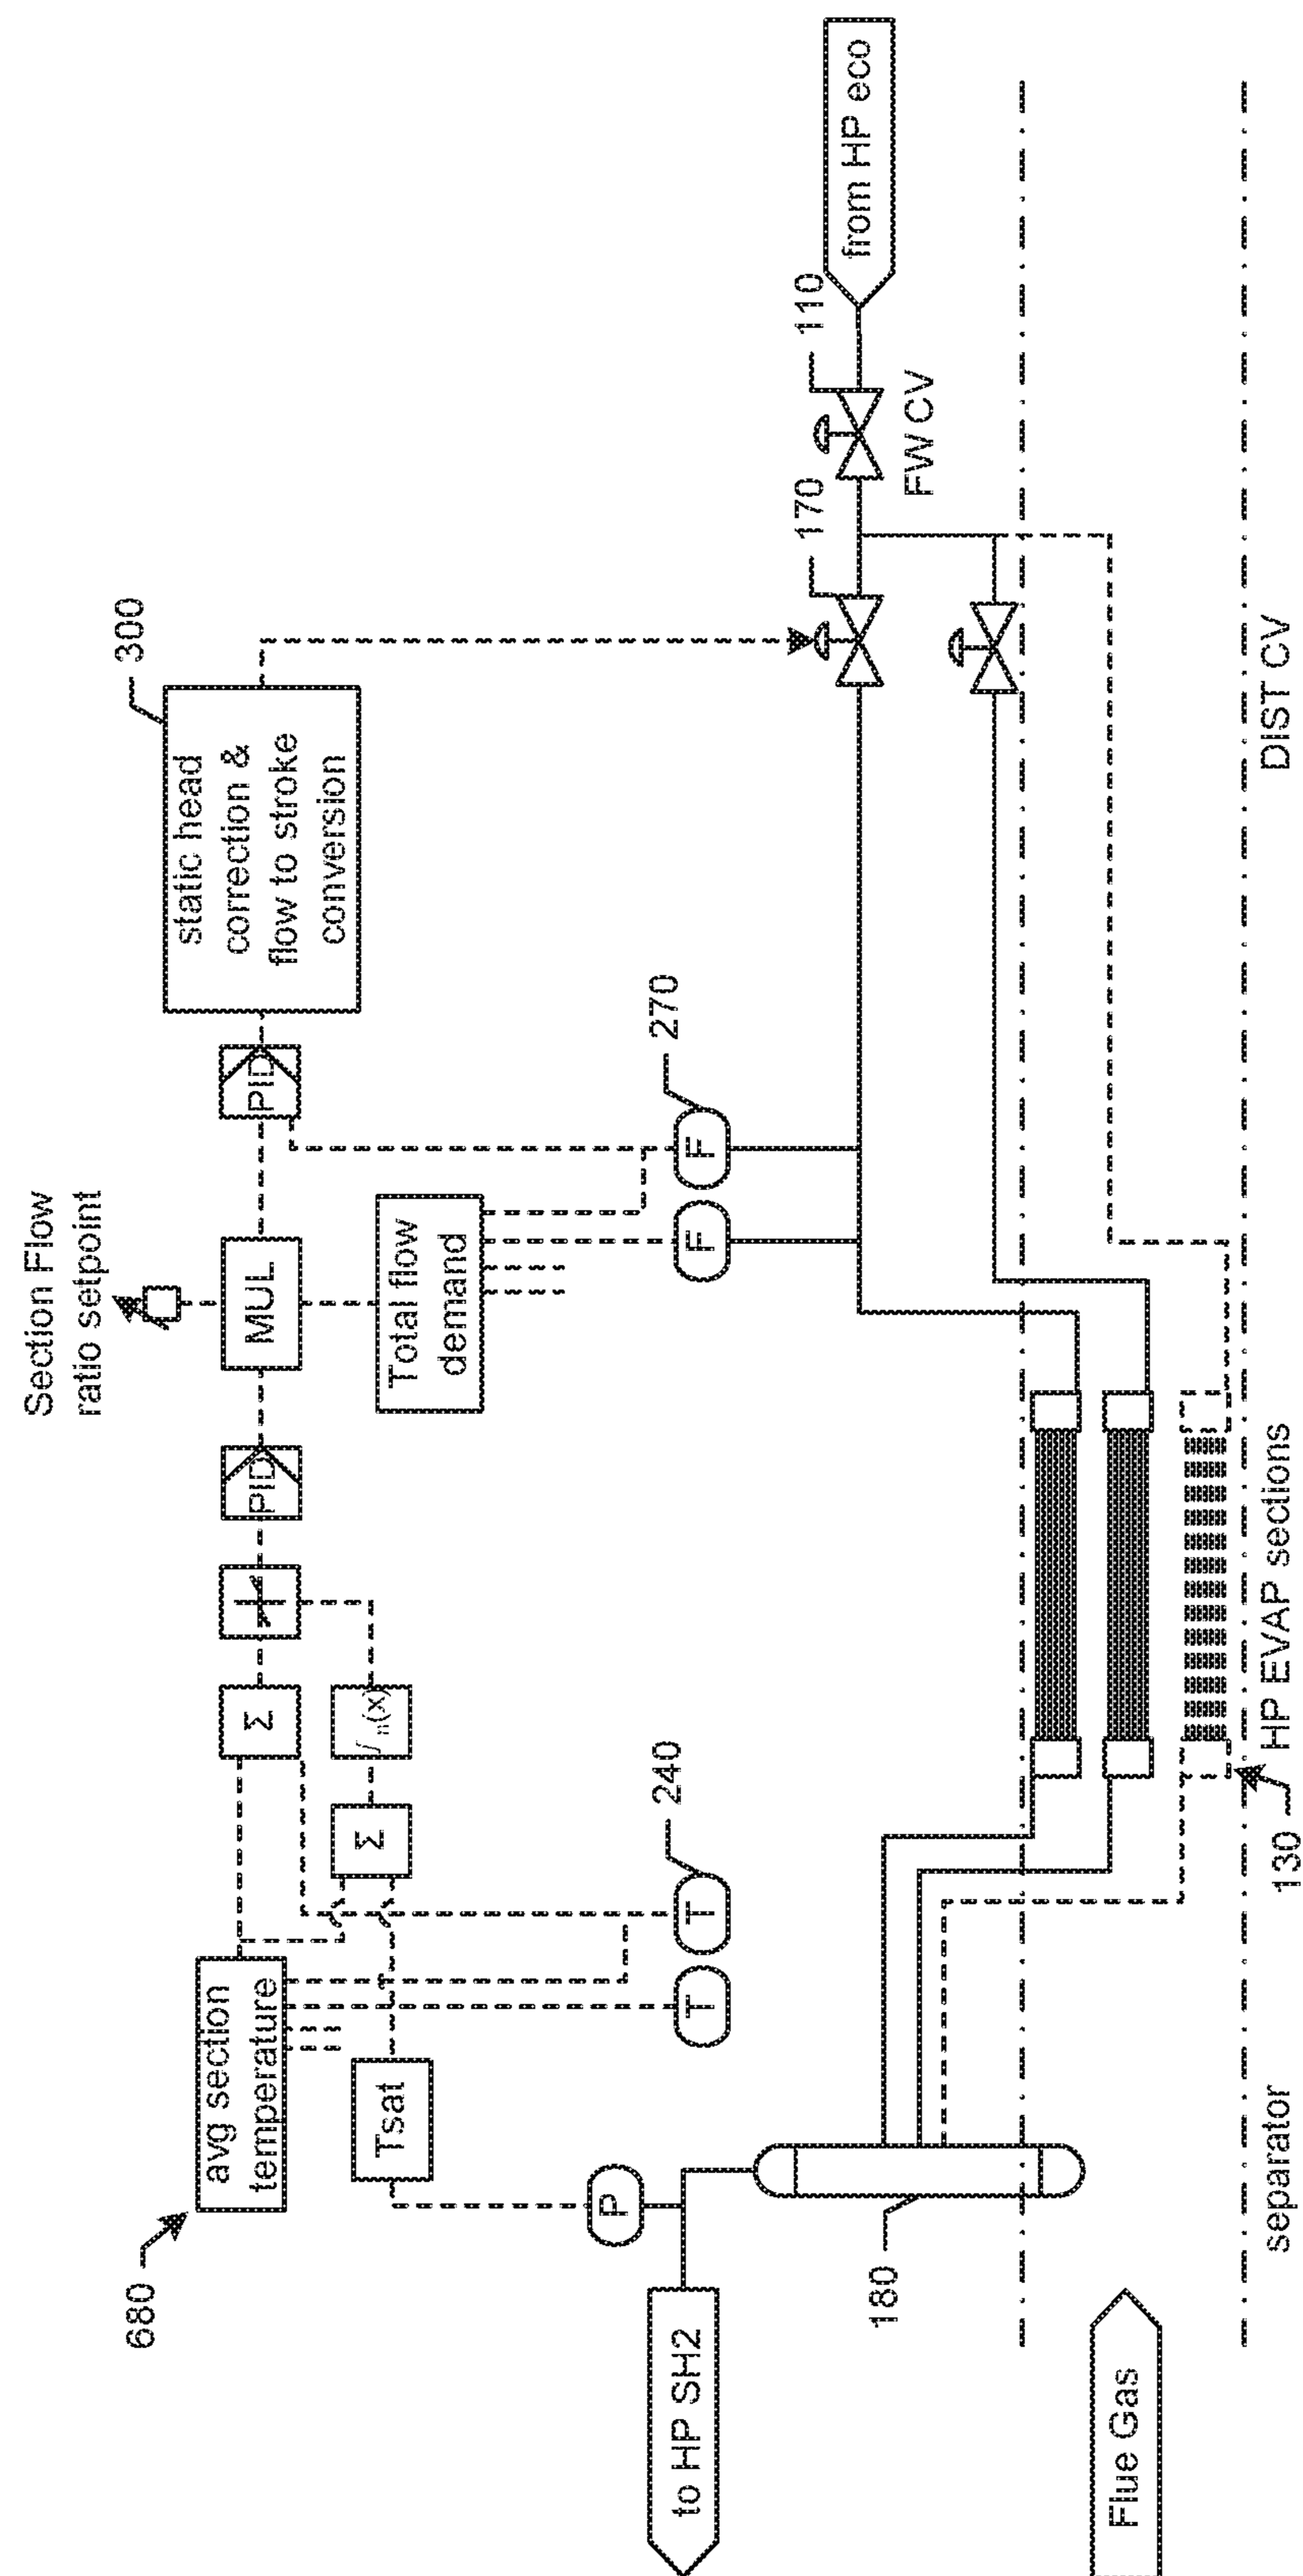 Section Flow
ratio setpoint
300
static head
correction &
flow to stroke
conversion
680
avg section
temperature
Σ
PID
MUL
PID
Σ
Tsat
Total flow
demand
P
T
T
240
F
F
270
170
110
from HP eco
FW CV
to HP SH2
180
Flue Gas
separator
130
HP EVAP sections
DIST CV